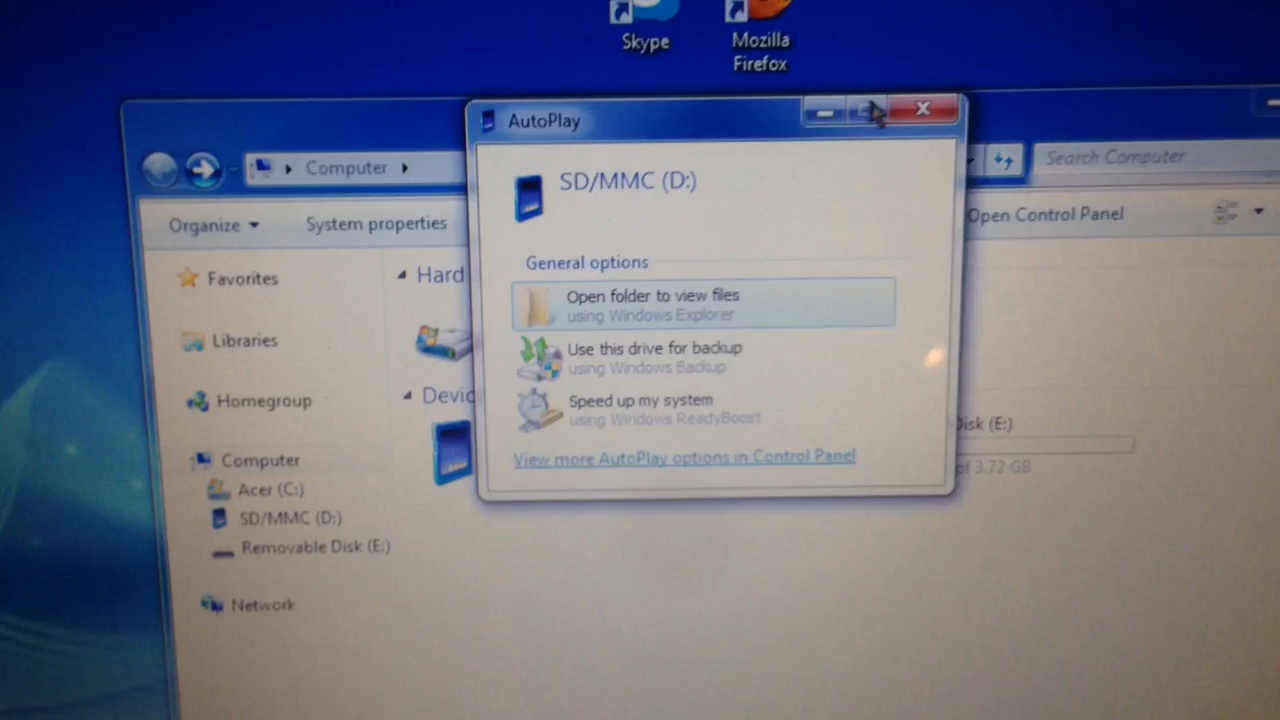 Skype
Mozilla
Firefox
AutoPlay
Computer
Search Computer
Organize
System properties
Open Control Panel
SD/MMC (D:)
General options
Open folder to view files
using Windows Explorer
Use this drive for backup
using Windows Backup
Speed up my system
using Windows ReadyBoost
View more AutoPlay options in Control Panel
Favorites
Libraries
Homegroup
Computer
Acer (C:)
SD/MMC (D:)
Removable Disk (E:)
Network
Hard
Devic
Disk (E:)
of 3.72 GB